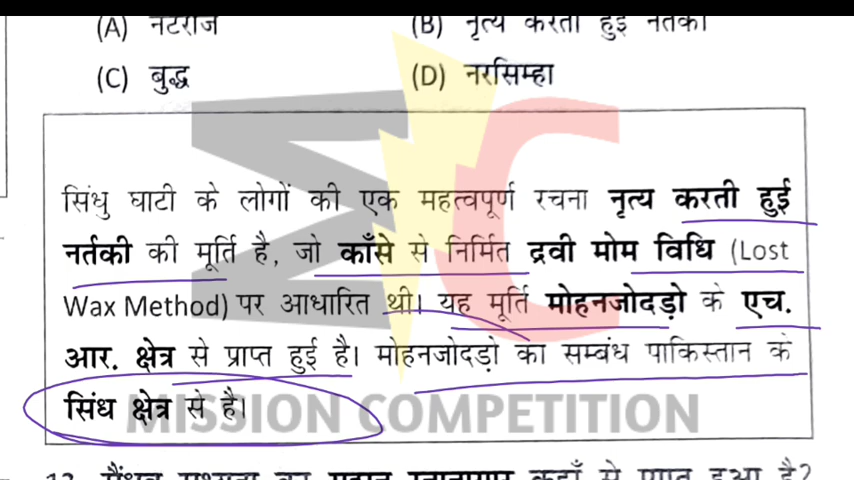 (A) नटराज (B) नृत्य करती हुई नर्तकी
(C) बुद्ध (D) नरसिम्हा
सिंधु घाटी के लोगों की एक महत्वपूर्ण रचना नृत्य करती हुई
नर्तकी की मूर्ति है, जो काँसे से निर्मित द्रवी मोम विधि (Lost
Wax Method) पर आधारित थी। यह मूर्ति मोहनजोदड़ो के एच.
आर. क्षेत्र से प्राप्त हुई है। मोहनजोदड़ो का सम्बंध पाकिस्तान के
सिंध क्षेत्र से है।
MISSION COMPETITION